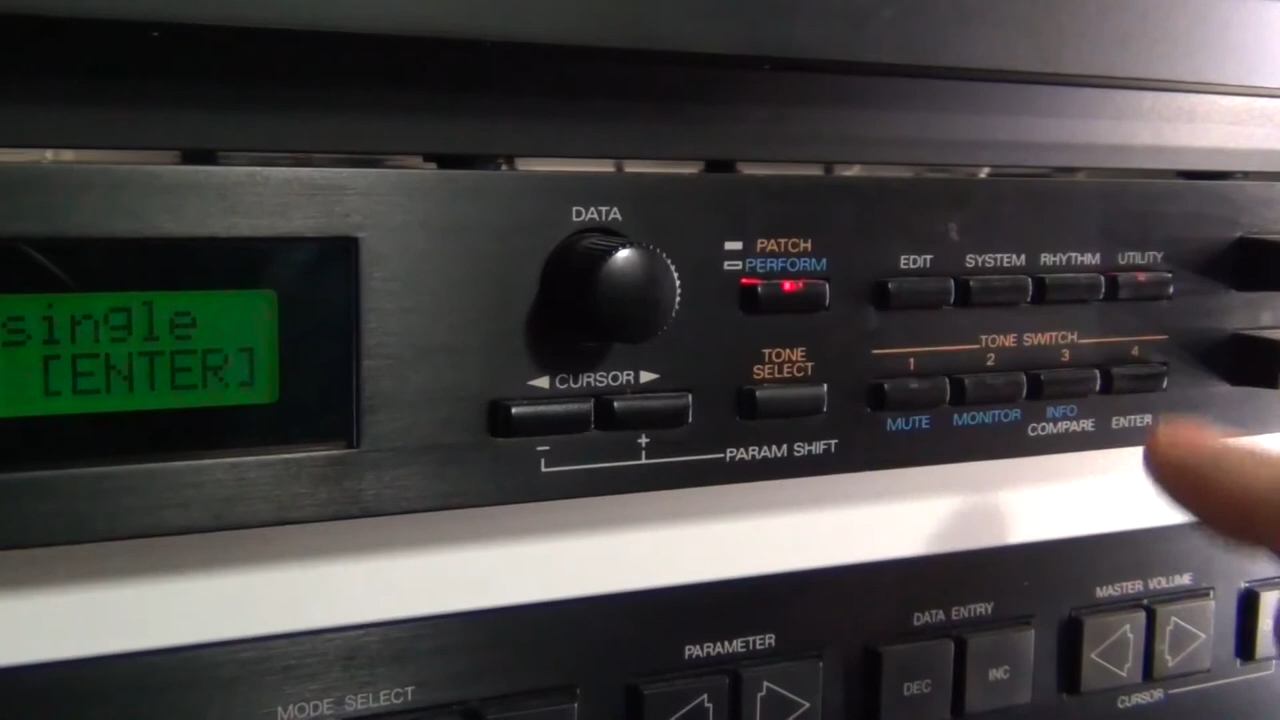 single
[ENTER]
DATA
CURSOR
- +
PARAM SHIFT
PATCH
PERFORM
TONE
SELECT
EDIT SYSTEM RHYTHM UTILITY
TONE SWITCH
1 2 3 4
MUTE MONITOR INFO
COMPARE ENTER
MODE SELECT
PARAMETER
DATA ENTRY
DEC INC
MASTER VOLUME
CURSOR